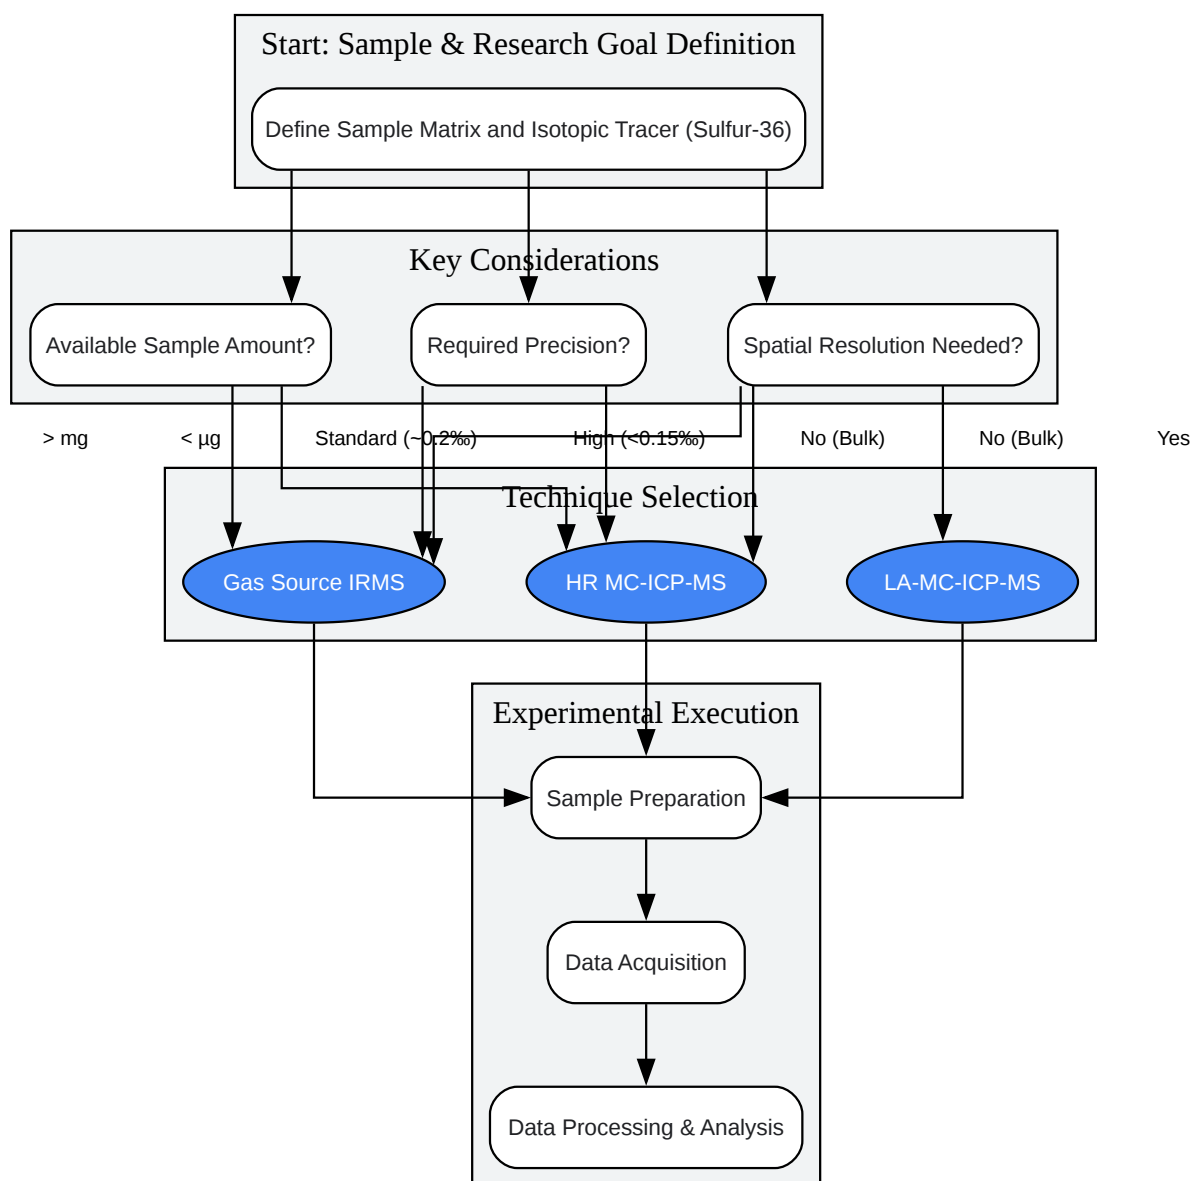 Start: Sample & Research Goal Definition
Define Sample Matrix and Isotopic Tracer (Sulfur-36)
Key Considerations
Available Sample Amount?
Required Precision?
Spatial Resolution Needed?
> mg
< µg
Standard (~0.2‰)
High (<0.15‰)
No (Bulk)
No (Bulk)
Yes
Technique Selection
Gas Source IRMS
HR MC-ICP-MS
LA-MC-ICP-MS
Experimental Execution
Sample Preparation
Data Acquisition
Data Processing & Analysis